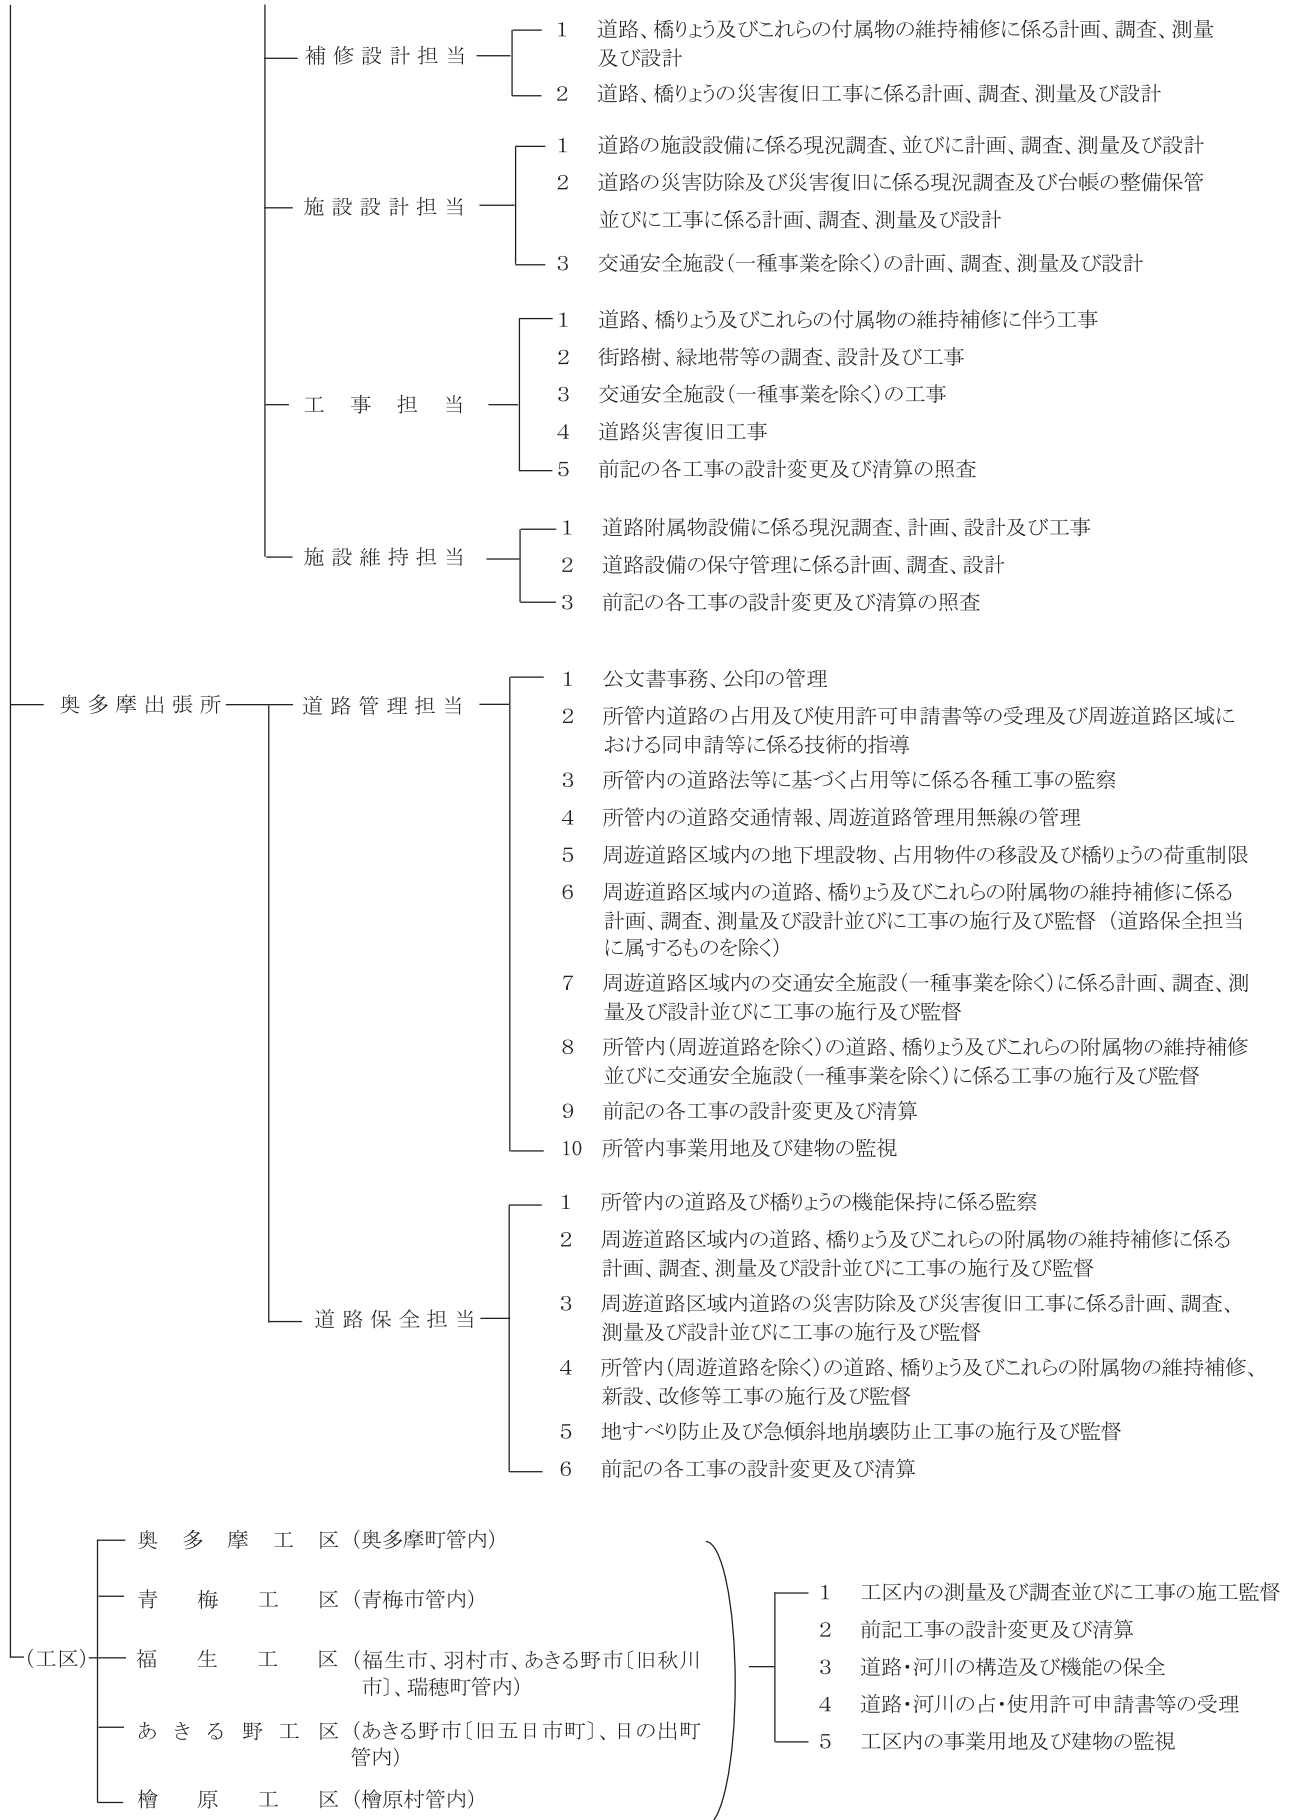 補修設計担当
1 道路、橋りょう及びこれらの付属物の維持補修に係る計画、調査、測量
及び設計
2 道路、橋りょうの災害復旧工事に係る計画、調査、測量及び設計
施設設計担当
1 道路の施設設備に係る現況調査、並びに計画、調査、測量及び設計
2 道路の災害防除及び災害復旧に係る現況調査及び台帳の整備保管
並びに工事に係る計画、調査、測量及び設計
3 交通安全施設(一種事業を除く)の計画、調査、測量及び設計
工事担当
1 道路、橋りょう及びこれらの付属物の維持補修に伴う工事
2 街路樹、緑地帯等の調査、設計及び工事
3 交通安全施設(一種事業を除く)の工事
4 道路災害復旧工事
5 前記の各工事の設計変更及び清算の照査
施設維持担当
1 道路附属物設備に係る現況調査、計画、設計及び工事
2 道路設備の保守管理に係る計画、調査、設計
3 前記の各工事の設計変更及び清算の照査
奥多摩出張所
道路管理担当
1 公文書事務、公印の管理
2 所管内道路の占用及び使用許可申請書等の受理及び周遊道路区域に
おける同申請等に係る技術的指導
3 所管内の道路法等に基づく占用等に係る各種工事の監察
4 所管内の道路交通情報、周遊道路管理用無線の管理
5 周遊道路区域内の地下埋設物、占用物件の移設及び橋りょうの荷重制限
6 周遊道路区域内の道路、橋りょう及びこれらの附属物の維持補修に係る
計画、調査、測量及び設計並びに工事の施行及び監督 (道路保全担当
に属するものを除く)
7 周遊道路区域内の交通安全施設(一種事業を除く)に係る計画、調査、測
量及び設計並びに工事の施行及び監督
8 所管内(周遊道路を除く)の道路、橋りょう及びこれらの附属物の維持補修
並びに交通安全施設(一種事業を除く)に係る工事の施行及び監督
9 前記の各工事の設計変更及び清算
10 所管内事業用地及び建物の監視
道路保全担当
1 所管内の道路及び橋りょうの機能保持に係る監察
2 周遊道路区域内の道路、橋りょう及びこれらの附属物の維持補修に係る
計画、調査、測量及び設計並びに工事の施行及び監督
3 周遊道路区域内道路の災害防除及び災害復旧工事に係る計画、調査、
測量及び設計並びに工事の施行及び監督
4 所管内(周遊道路を除く)の道路、橋りょう及びこれらの附属物の維持補修、
新設、改修等工事の施行及び監督
5 地すべり防止及び急傾斜地崩壊防止工事の施行及び監督
6 前記の各工事の設計変更及び清算
(工区)
奥多摩工区(奥多摩町管内)
青梅工区(青梅市管内)
福生工区(福生市、羽村市、あきる野市〔旧秋川
市〕、瑞穂町管内)
あきる野工区(あきる野市〔旧五日市町〕、日の出町
管内)
檜原工区(檜原村管内)
1 工区内の測量及び調査並びに工事の施工監督
2 前記工事の設計変更及び清算
3 道路・河川の構造及び機能の保全
4 道路・河川の占・使用許可申請書等の受理
5 工区内の事業用地及び建物の監視